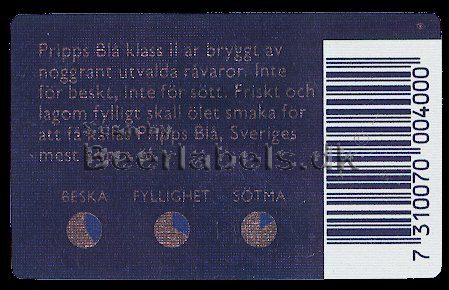 Pripps Blå klass II är bryggt av
noggrant utvalda råvaror. Inte
för beskt, inte för sött. Friskt och
lagom fylligt skall ölet smaka för
att få kallas Pripps Blå, Sveriges
mest
Beerlabels.dk
BESKA FYLLIGHET SÖTMA
7 310070 004000